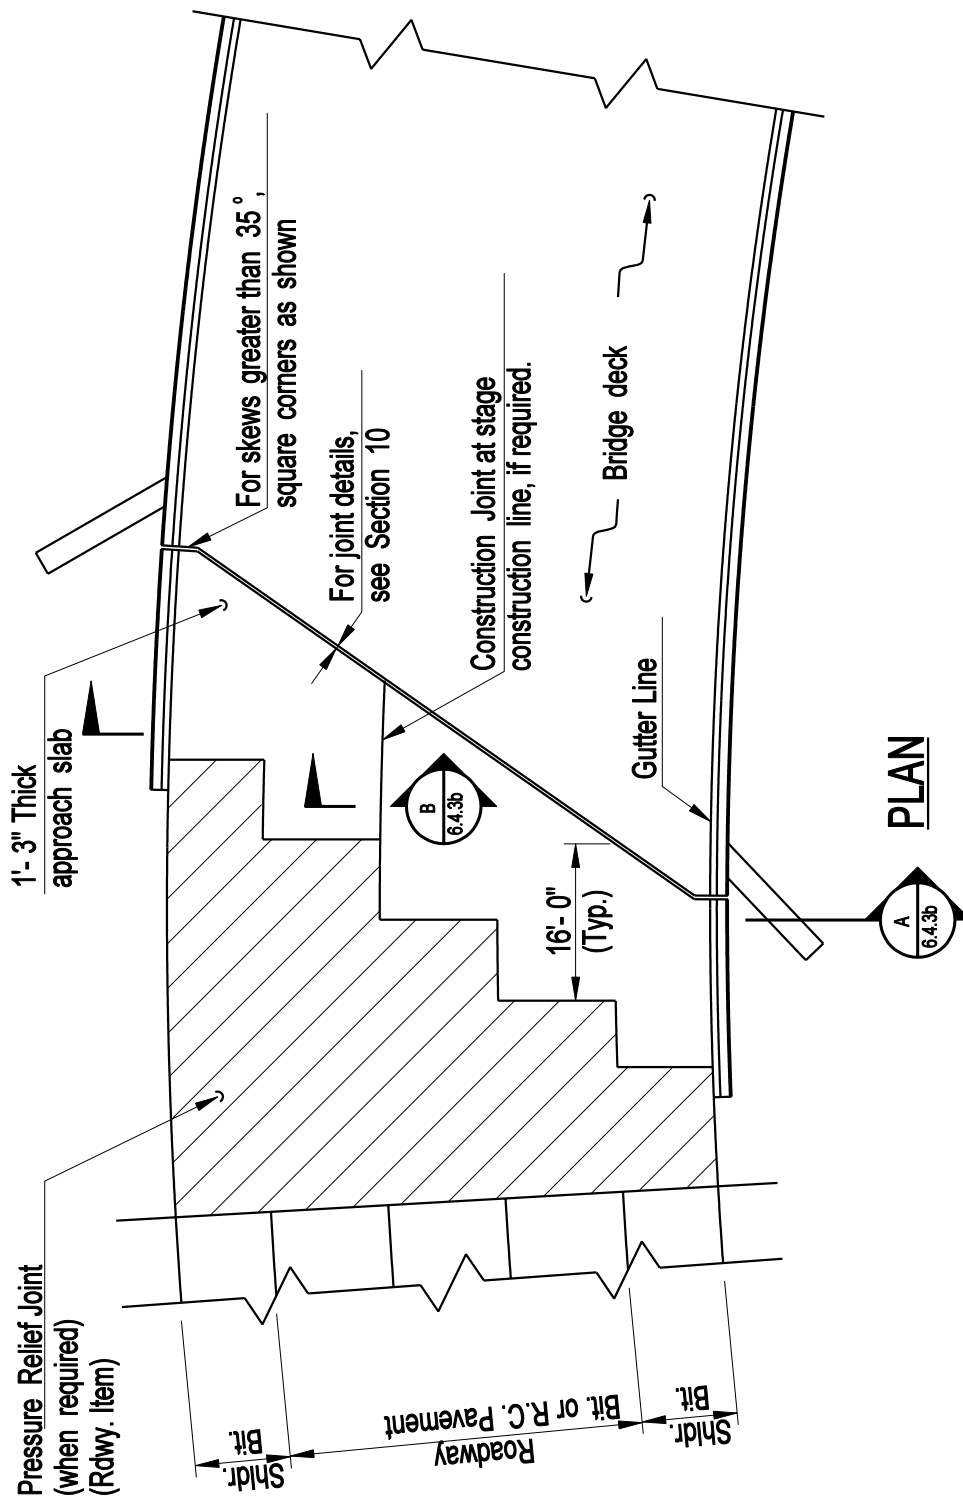 Pressure Relief Joint
(when required)
(Rdwy. Item)
1'- 3" Thick
approach slab
For skews greater than 35°,
square corners as shown
For joint details,
see Section 10
Construction Joint at stage
construction line, if required.
Bridge deck
Gutter Line
B
6.4.3b
16'- 0"
(Typ.)
A
6.4.3b
Shldr.
Bit.
Roadway
Bit. or R.C. Pavement
Shldr.
Bit.
PLAN